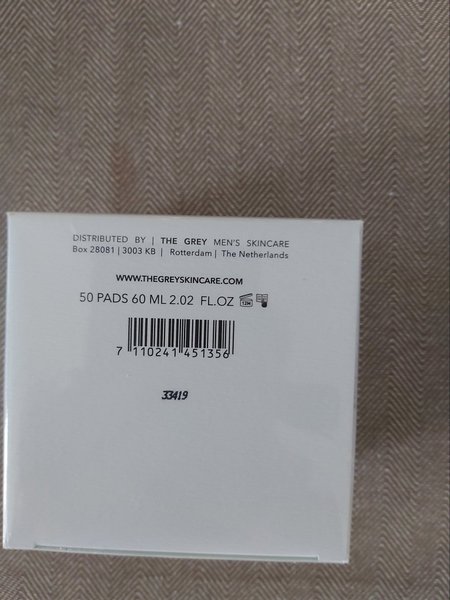 DISTRIBUTED BY | THE GREY MEN'S SKINCARE
Box 28081 | 3003 KB | Rotterdam | The Netherlands
WWW.THEGREYSKINCARE.COM
50 PADS 60 ML 2.02 FL.OZ 12M
7 110241 451356
33419